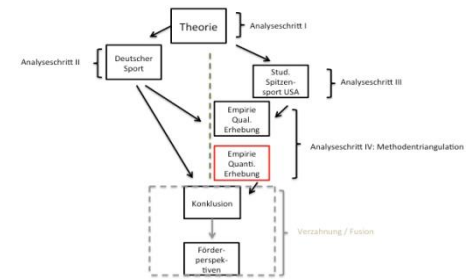 Theorie
Analyseschritt I
Analyseschritt II
Deutscher
Sport
Stud.
Spitzen-
sport USA
Analyseschritt III
Empirie
Qual.
Erhebung
Analyseschritt IV: Methodentriangulation
Empirie
Quanti.
Erhebung
Konklusion
Verzahnung / Fusion
Förder-
perspek-
tiven